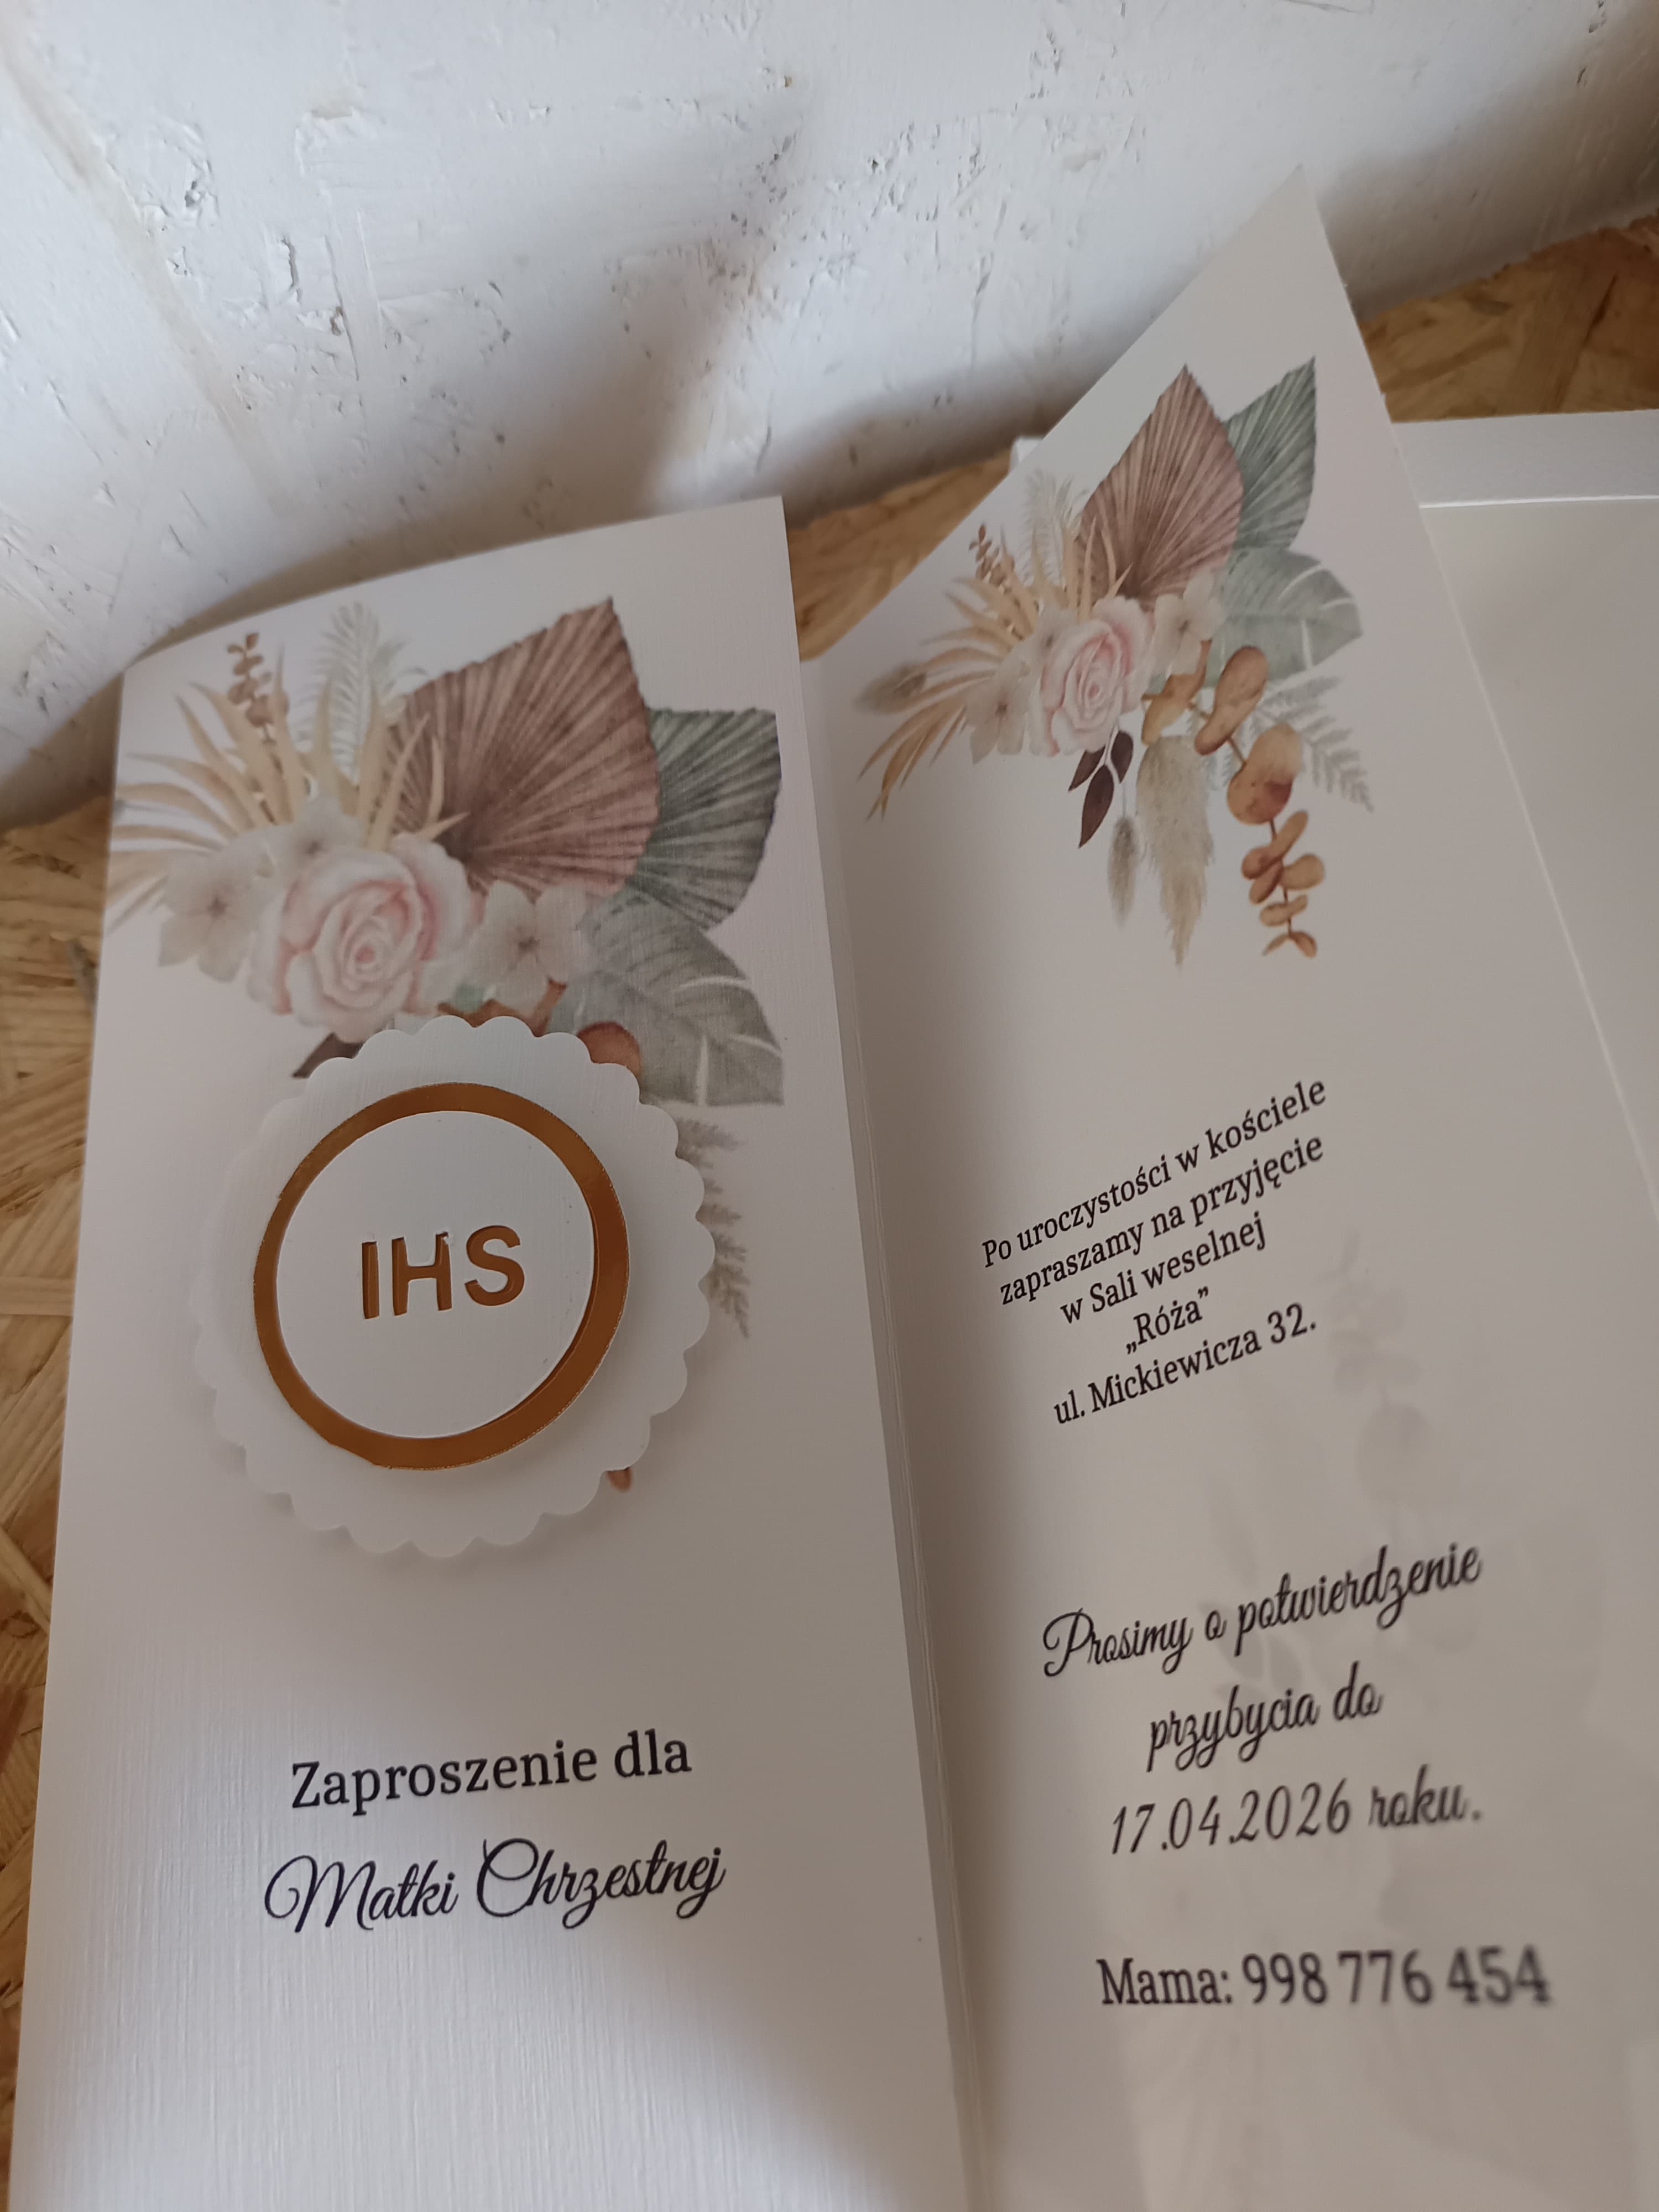 IHS
Zaproszenie dla
Matki Chrzestnej
Po uroczystości w kościele
zapraszamy na przyjęcie
w Sali weselnej
„Róża”
ul. Mickiewicza 32.
Prosimy o potwierdzenie
przybycia do
17.04.2026 roku.
Mama: 998 776 454